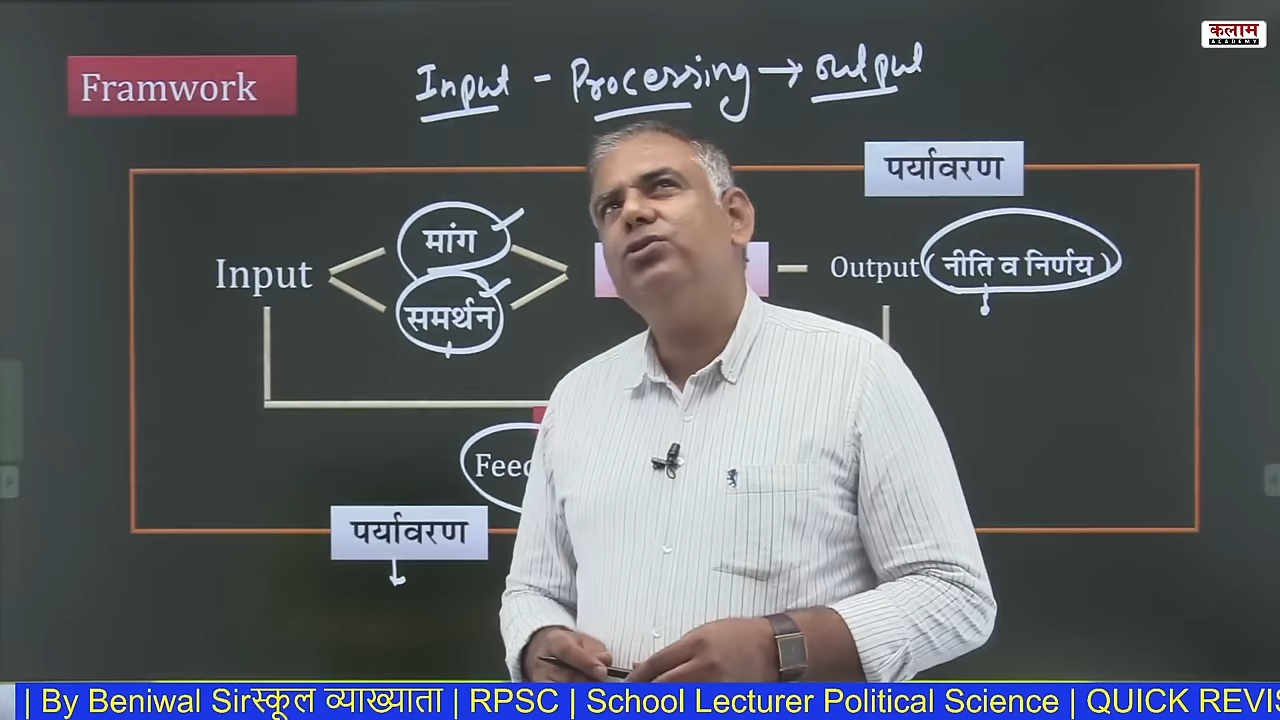 कलाम
ACADEMY
Framwork
Input - Processing → output
पर्यावरण
Input
मांग
समर्थन
Output ( नीति व निर्णय )
Feed
पर्यावरण
| By Beniwal Sirस्कूल व्याख्याता | RPSC | School Lecturer Political Science | QUICK REVIS